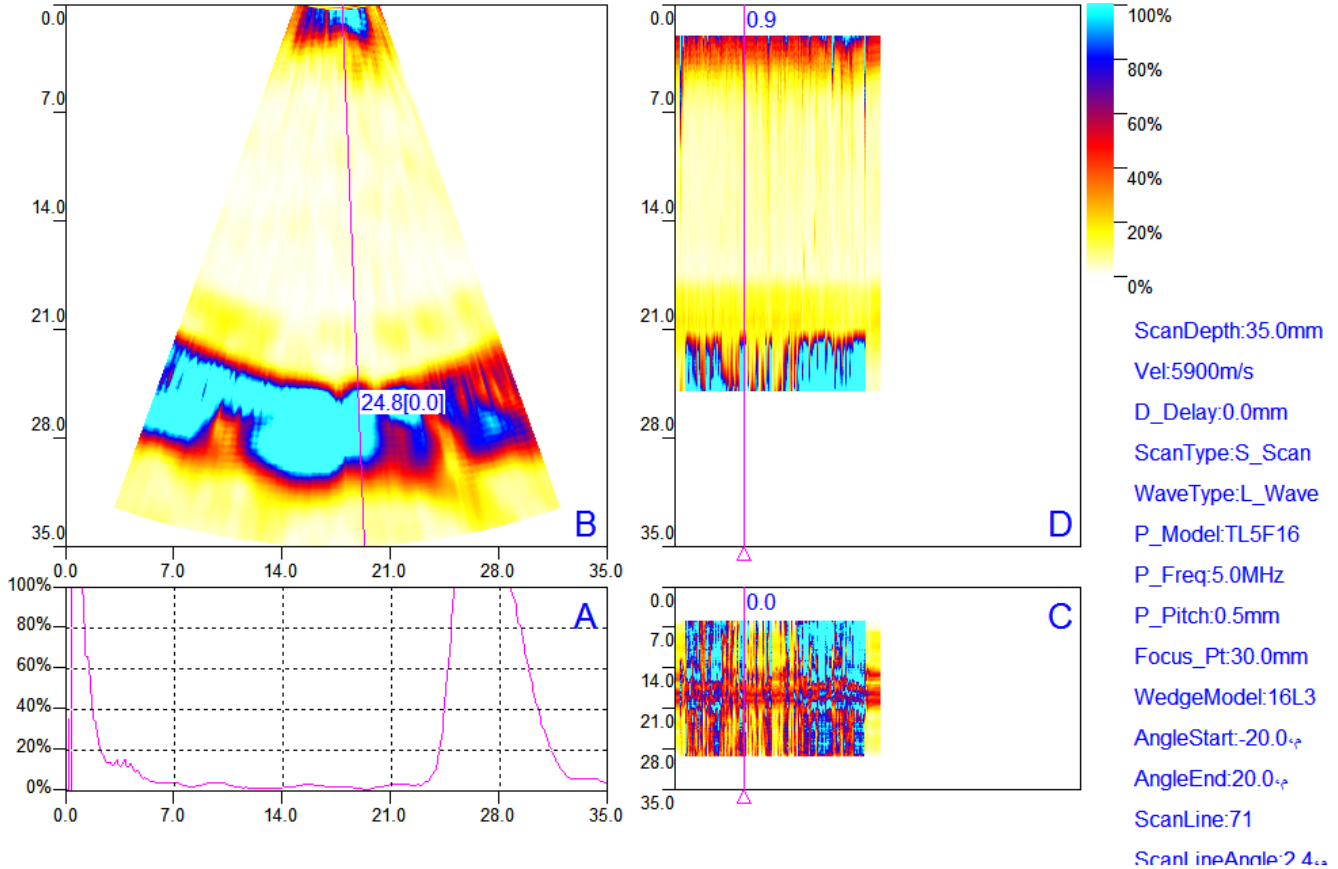 0.0
7.0
14.0
21.0
28.0
35.0
24.8[0.0]
B
0.0 7.0 14.0 21.0 28.0 35.0
100%
80%
60%
40%
20%
0%
A
0.0 7.0 14.0 21.0 28.0 35.0
0.0
7.0
14.0
21.0
28.0
35.0
0.9
D
0.0
7.0
14.0
21.0
28.0
35.0
0.0
C
100%
80%
60%
40%
20%
0%
ScanDepth:35.0mm
Vel:5900m/s
D_Delay:0.0mm
ScanType:S_Scan
WaveType:L_Wave
P_Model:TL5F16
P_Freq:5.0MHz
P_Pitch:0.5mm
Focus_Pt:30.0mm
WedgeModel:16L3
AngleStart:-20.0
AngleEnd:20.0
ScanLine:71
ScanLineAngle:2.4